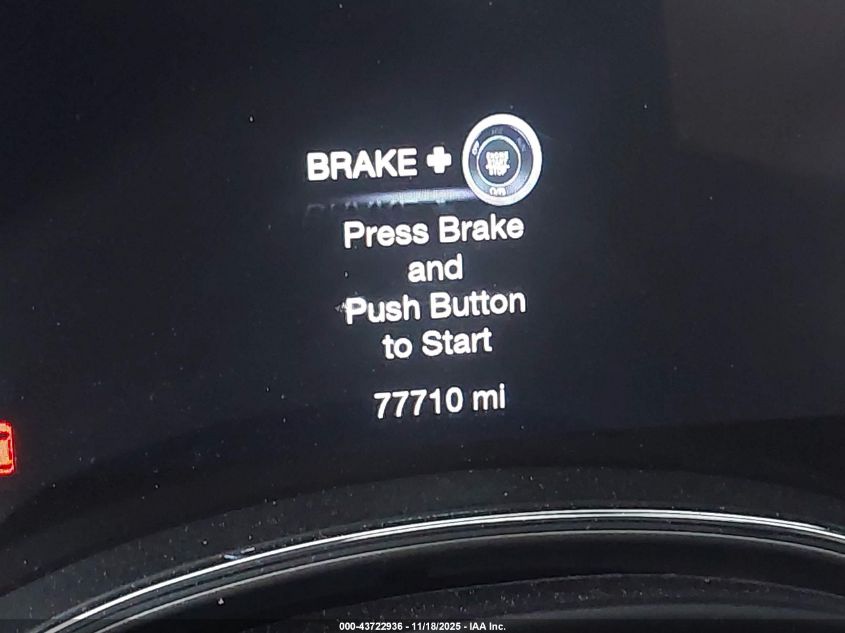 BRAKE +
Press Brake
and
Push Button
to Start
77710 mi
000-43722936 - 11/18/2025 - IAA Inc.